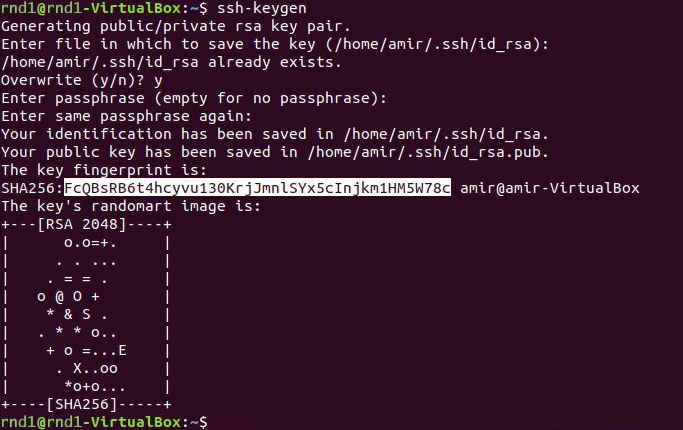 rnd1@rnd1-VirtualBox:~$ ssh-keygen
Generating public/private rsa key pair.
Enter file in which to save the key (/home/amir/.ssh/id_rsa):
/home/amir/.ssh/id_rsa already exists.
Overwrite (y/n)? y
Enter passphrase (empty for no passphrase):
Enter same passphrase again:
Your identification has been saved in /home/amir/.ssh/id_rsa.
Your public key has been saved in /home/amir/.ssh/id_rsa.pub.
The key fingerprint is:
SHA256:FcQBsRB6t4hcyvu130KrjJmnlSYx5cInjkm1HM5W78c amir@amir-VirtualBox
The key's randomart image is:
+---[RSA 2048]----+
|      o.o=+.     |
|     . . ...     |
|    . = = .      |
|   o @ O +       |
|    * & S .      |
|   . * * o..     |
|    + o =...E    |
|     . X..oo     |
|      *o+o...    |
+----[SHA256]-----+
rnd1@rnd1-VirtualBox:~$